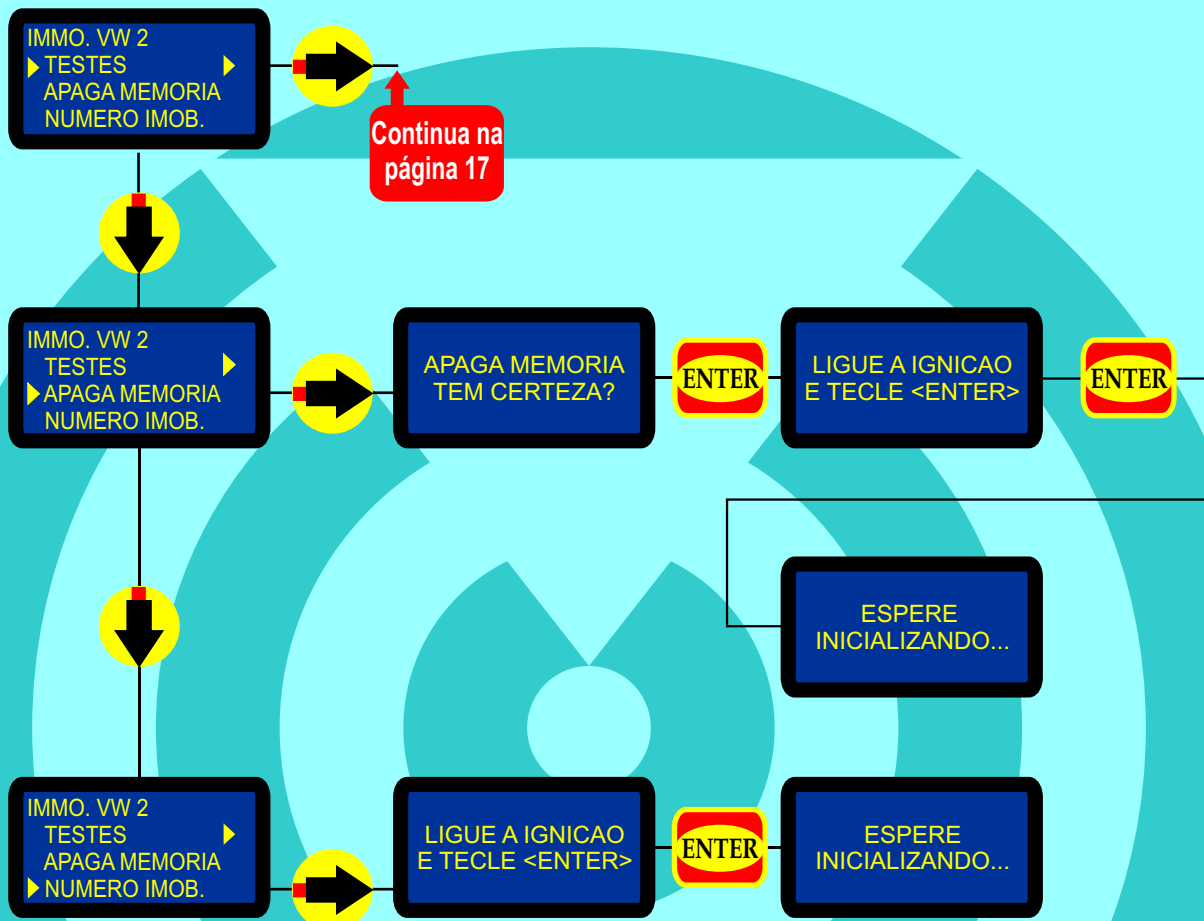 IMMO. VW 2
TESTES
APAGA MEMORIA
NUMERO IMOB.
Continua na
página 17
IMMO. VW 2
TESTES
APAGA MEMORIA
NUMERO IMOB.
APAGA MEMORIA
TEM CERTEZA?
ENTER
LIGUE A IGNICAO
E TECLE <ENTER>
ENTER
ESPERE
INICIALIZANDO...
IMMO. VW 2
TESTES
APAGA MEMORIA
NUMERO IMOB.
LIGUE A IGNICAO
E TECLE <ENTER>
ENTER
ESPERE
INICIALIZANDO...